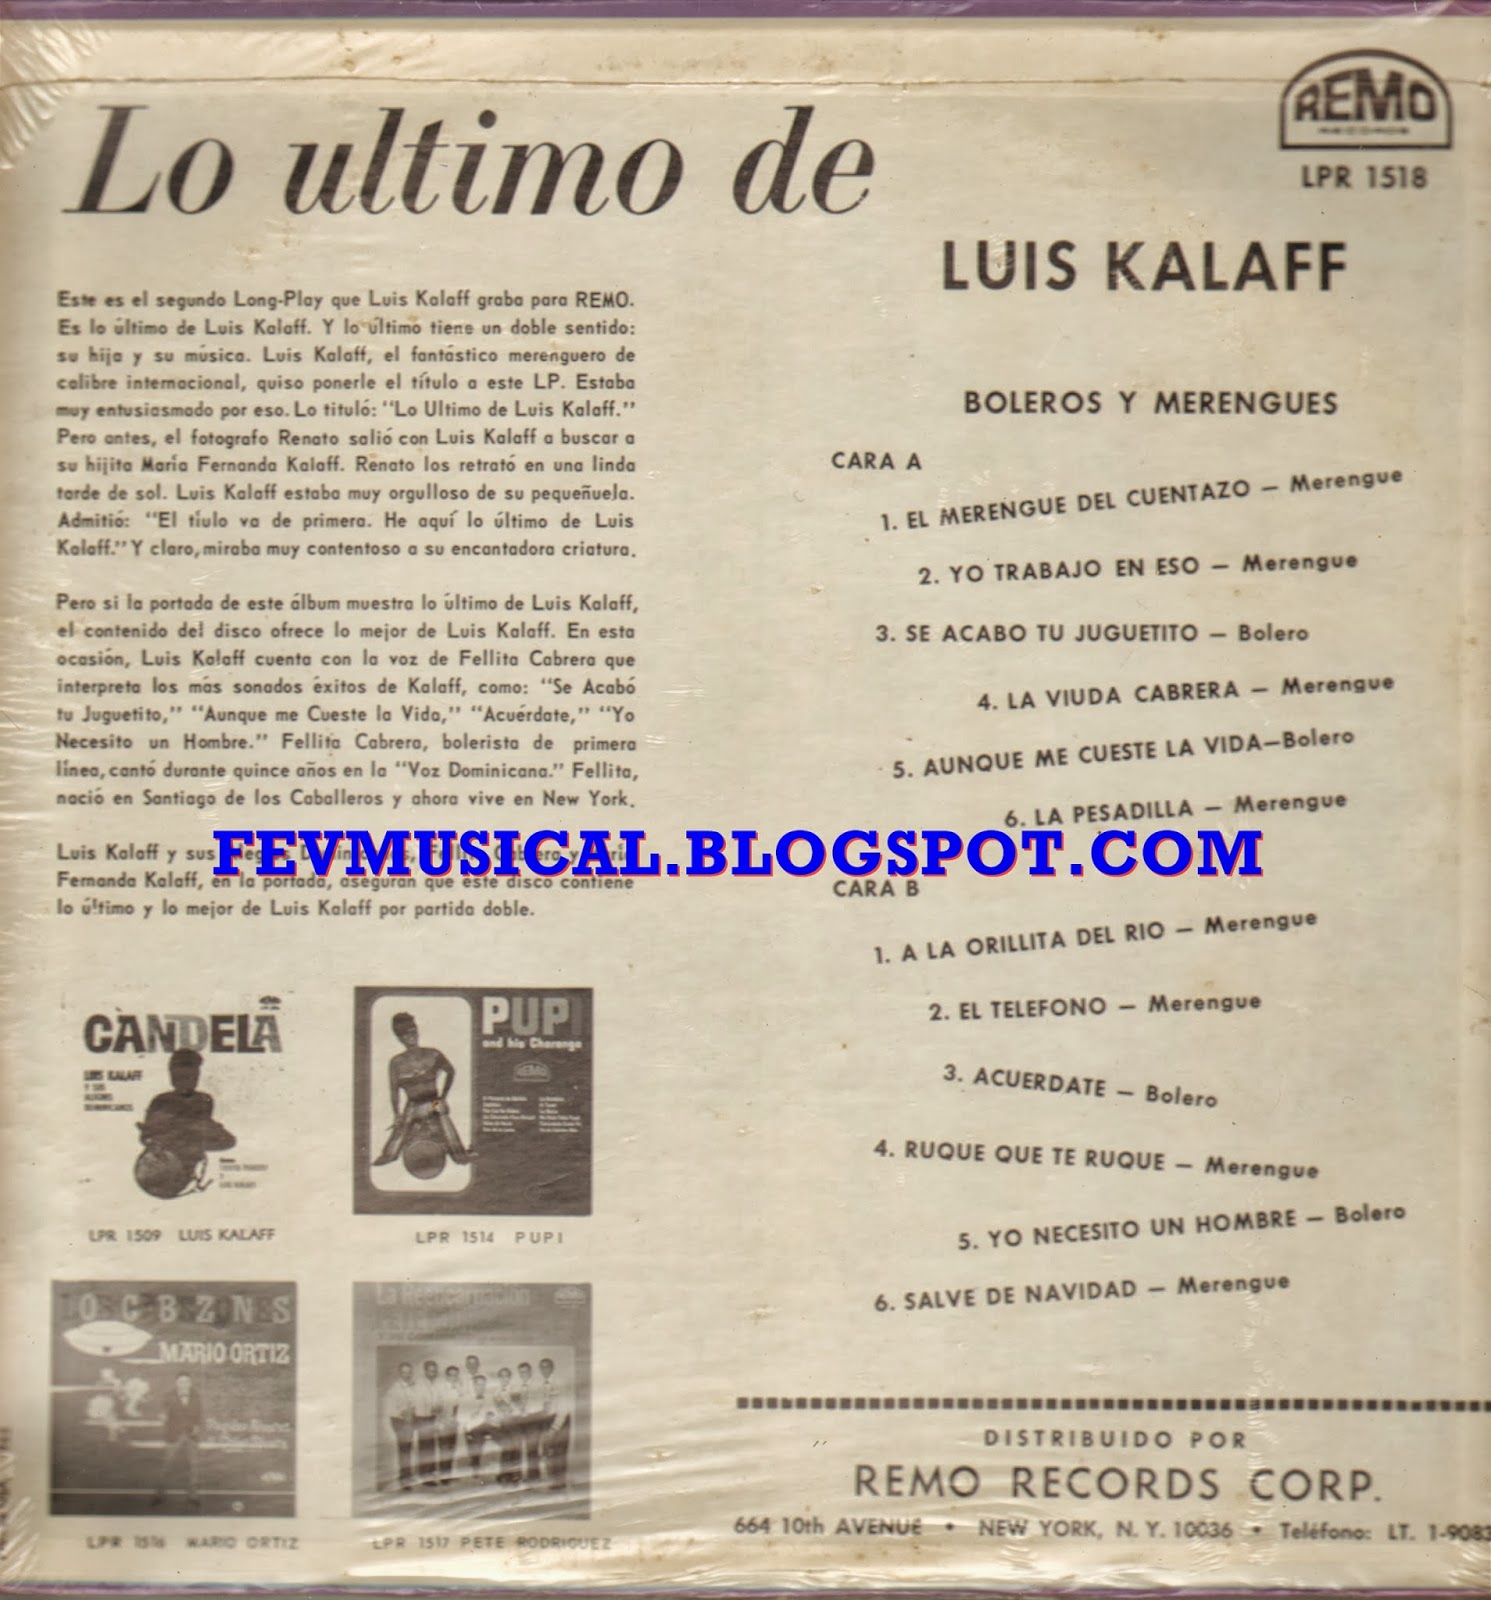 Lo ultimo de
REMO
RECORDS
LPR 1518
LUIS KALAFF
Este es el segundo Long-Play que Luis Kalaff graba para REMO.
Es lo último de Luis Kalaff. Y lo último tiene un doble sentido:
su hija y su música. Luis Kalaff, el fantástico merenguero de
calibre internacional, quiso ponerle el título a este LP. Estaba
muy entusiasmado por eso. Lo tituló: "Lo Ultimo de Luis Kalaff."
Pero antes, el fotografo Renato salió con Luis Kalaff a buscar a
su hijita María Fernanda Kalaff. Renato los retrató en una linda
tarde de sol. Luis Kalaff estaba muy orgulloso de su pequeñuela.
Admitió: "El tíulo va de primera. He aquí lo último de Luis
Kalaff." Y claro, miraba muy contentoso a su encantadora criatura.
Pero si la portada de este álbum muestra lo último de Luis Kalaff,
el contenido del disco ofrece lo mejor de Luis Kalaff. En esta
ocasión, Luis Kalaff cuenta con la voz de Fellita Cabrera que
interpreta los más sonados éxitos de Kalaff, como: "Se Acabó
tu Juguetito," "Aunque me Cueste la Vida," "Acuérdate," "Yo
Necesito un Hombre." Fellita Cabrera, bolerista de primera
línea, cantó durante quince años en la "Voz Dominicana." Fellita,
nació en Santiago de los Caballeros y ahora vive en New York.
Luis Kalaff y sus
Fernanda Kalaff, en la portada, aseguran que este disco contiene
lo último y lo mejor de Luis Kalaff por partida doble.
BOLEROS Y MERENGUES
CARA A
1. EL MERENGUE DEL CUENTAZO — Merengue
2. YO TRABAJO EN ESO — Merengue
3. SE ACABO TU JUGUETITO — Bolero
4. LA VIUDA CABRERA — Merengue
5. AUNQUE ME CUESTE LA VIDA—Bolero
6. LA PESADILLA — Merengue
FEVMUSICAL.BLOGSPOT.COM
CARA B
1. A LA ORILLITA DEL RIO — Merengue
2. EL TELEFONO — Merengue
3. ACUERDATE — Bolero
4. RUQUE QUE TE RUQUE — Merengue
5. YO NECESITO UN HOMBRE — Bolero
6. SALVE DE NAVIDAD — Merengue
CANDELA
LUIS KALAFF
Y SUS
ALEGRES
DOMINICANOS
LPR 1509 LUIS KALAFF
PUPI
and his Charanga
REMO
LPR 1514 PUPI
O C B Z N S
MARIO ORTIZ
LPR 1516 MARIO ORTIZ
La Reencarnación
LPR 1517 PETE RODRIGUEZ
DISTRIBUIDO POR
REMO RECORDS CORP.
664 10th AVENUE • NEW YORK, N. Y. 10036 • Teléfono: LT. 1-9083